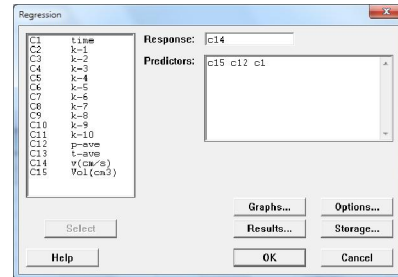 Regression
C1 time
C2 k-1
C3 k-2
C4 k-3
C5 k-4
C6 k-5
C7 k-6
C8 k-7
C9 k-8
C10 k-9
C11 k-10
C12 p-ave
C13 t-ave
C14 v(cm/s)
C15 Vol(cm3)
Response: c14
Predictors: c15 c12 c1
Graphs... Options...
Select Results... Storage...
Help OK Cancel